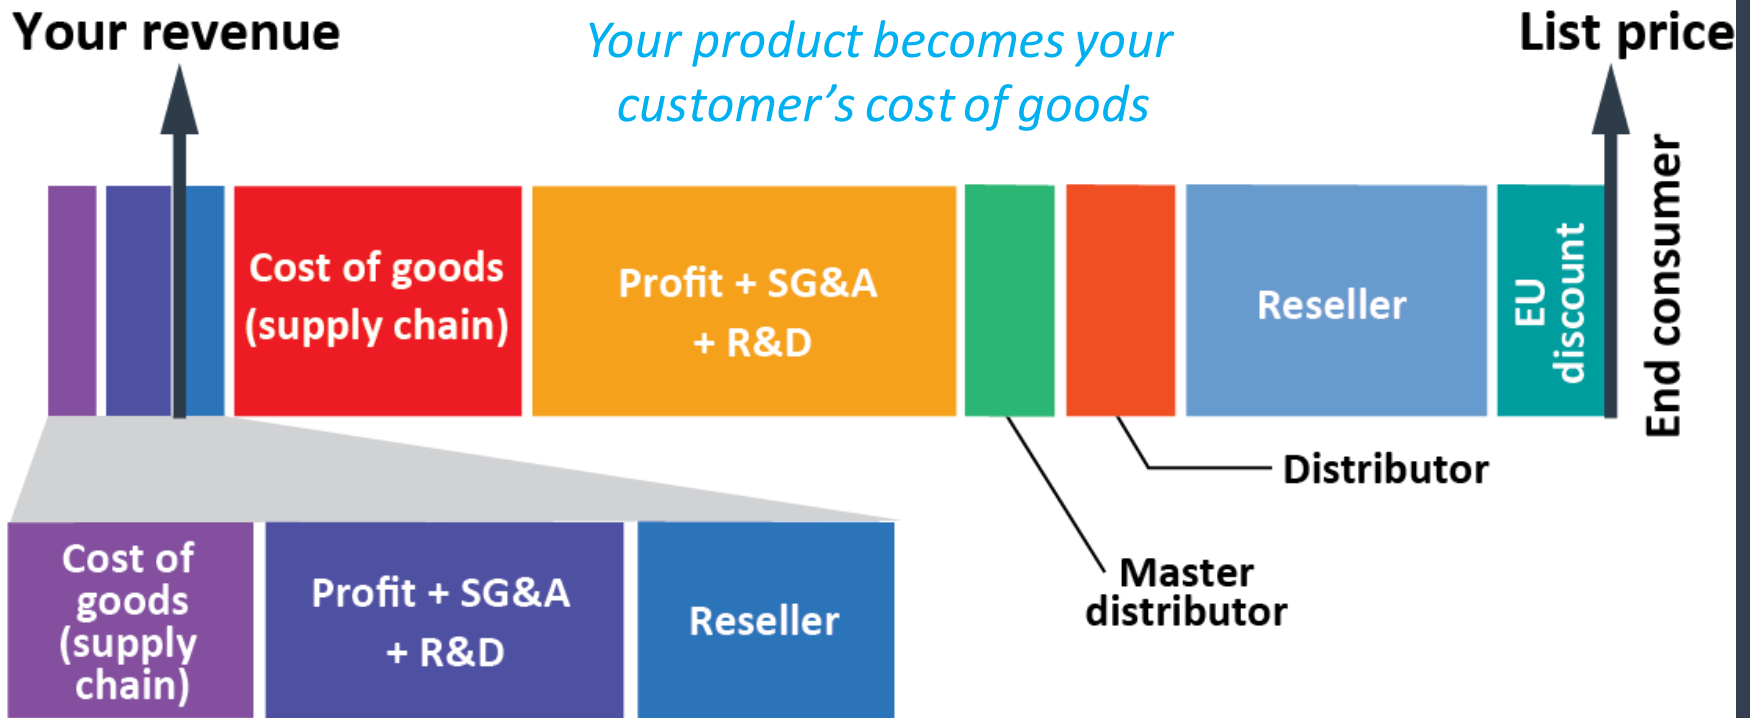 Your revenue
Your product becomes your
customer’s cost of goods
List price
Cost of goods
(supply chain)
Profit + SG&A
+ R&D
Reseller
EU
discount
End consumer
Distributor
Master
distributor
Cost of
goods
(supply
chain)
Profit + SG&A
+ R&D
Reseller